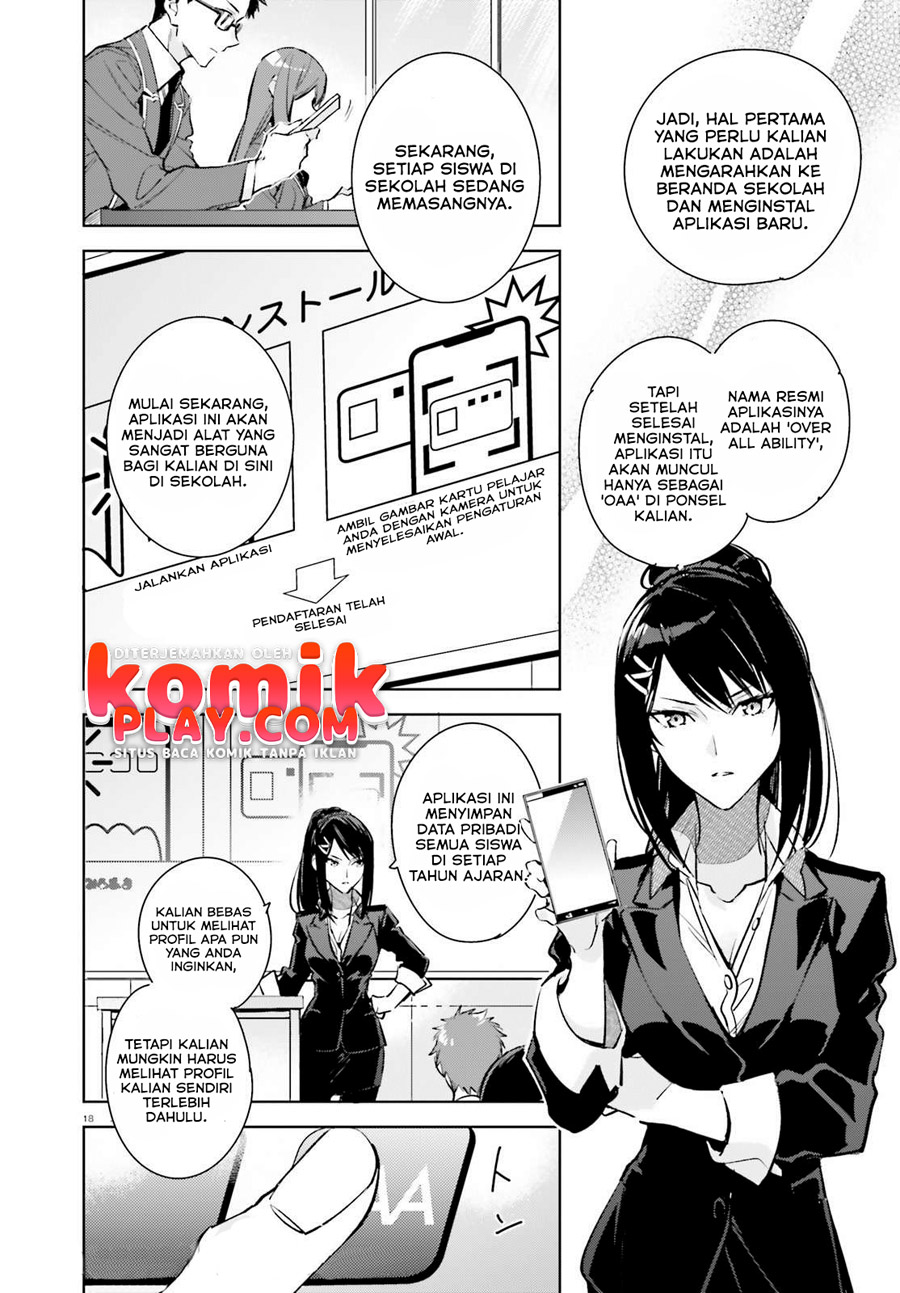 JADI, HAL PERTAMA
YANG PERLU KALIAN
LAKUKAN ADALAH
MENGARAHKAN KE
BERANDA SEKOLAH
DAN MENGINSTAL
APLIKASI BARU.
NAMA RESMI
APLIKASINYA
ADALAH 'OVER
ALL ABILITY',
TAPI
SETELAH
SELESAI
MENGINSTAL,
APLIKASI ITU
AKAN MUNCUL
HANYA SEBAGAI
'OAA' DI PONSEL
KALIAN.
SEKARANG,
SETIAP SISWA DI
SEKOLAH SEDANG
MEMASANGNYA.
ンストール
MULAI SEKARANG,
APLIKASI INI AKAN
MENJADI ALAT YANG
SANGAT BERGUNA
BAGI KALIAN DI SINI
DI SEKOLAH.
JALANKAN APLIKASI
AMBIL GAMBAR KARTU PELAJAR
ANDA DENGAN KAMERA UNTUK
MENYELESAIKAN PENGATURAN
AWAL.
PENDAFTARAN TELAH
SELESAI
DITERJEMAHKAN OLEH
komik
PLAY.COM
SITUS BACA KOMIK TANPA IKLAN
APLIKASI INI
MENYIMPAN
DATA PRIBADI
SEMUA SISWA
DI SETIAP
TAHUN AJARAN.
KALIAN BEBAS
UNTUK MELIHAT
PROFIL APA PUN
YANG ANDA
INGINKAN,
TETAPI KALIAN
MUNGKIN HARUS
MELIHAT PROFIL
KALIAN SENDIRI
TERLEBIH
DAHULU.
18
AA
トン